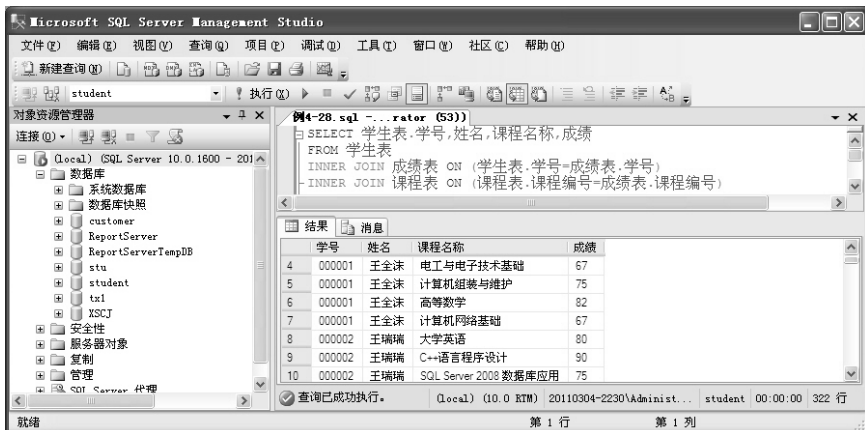 Microsoft SQL Server Management Studio
文件(F) 编辑(E) 视图(V) 查询(Q) 项目(P) 调试(D) 工具(T) 窗口(W) 社区(C) 帮助(H)
新建查询(N)
student 执行(X)
对象资源管理器
连接(O)
(local) (SQL Server 10.0.1600 - 201
数据库
系统数据库
数据库快照
customer
ReportServer
ReportServerTempDB
stu
student
txl
XSCJ
安全性
服务器对象
复制
管理
SQL Server 代理
例4-28.sql -...rator (53))
SELECT 学生表.学号,姓名,课程名称,成绩
FROM 学生表
INNER JOIN 成绩表 ON (学生表.学号=成绩表.学号)
INNER JOIN 课程表 ON (课程表.课程编号=成绩表.课程编号)
结果 消息
学号 姓名 课程名称 成绩
4 000001 王全沫 电工与电子技术基础 67
5 000001 王全沫 计算机组装与维护 75
6 000001 王全沫 高等数学 82
7 000001 王全沫 计算机网络基础 67
8 000002 王瑞瑞 大学英语 80
9 000002 王瑞瑞 C++语言程序设计 90
10 000002 王瑞瑞 SQL Server 2008 数据库应用 75
查询已成功执行。 (local) (10.0 RTM) 20110304-2230\Administ... student 00:00:00 322 行
就绪 第 1 行 第 1 列